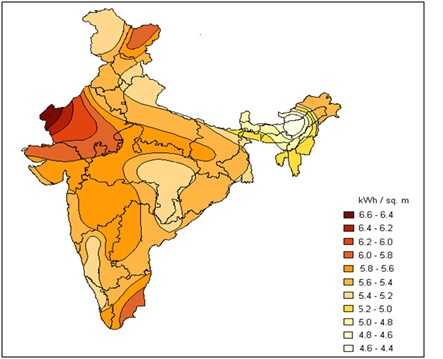 kWh / sq. m
6.6 - 6.4
6.4 - 6.2
6.2 - 6.0
6.0 - 5.8
5.8 - 5.6
5.6 - 5.4
5.4 - 5.2
5.2 - 5.0
5.0 - 4.8
4.8 - 4.6
4.6 - 4.4